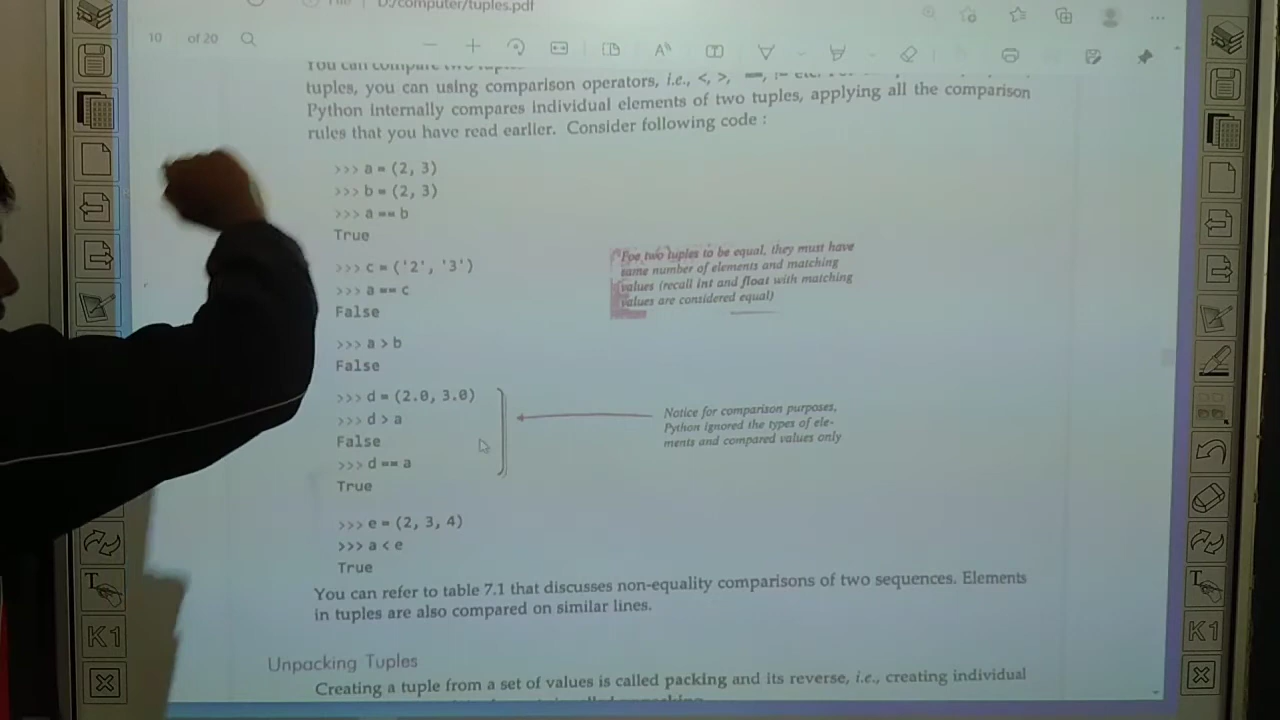 D:/computer/tuples.pdf
10 of 20
You can compare two
tuples, you can using comparison operators, i.e., <, >, ==, !=
Python internally compares individual elements of two tuples, applying all the comparison
rules that you have read earlier. Consider following code :
>>> a = (2, 3)
>>> b = (2, 3)
>>> a == b
True
>>> c = ('2', '3')
>>> a == c
False
>>> a > b
False
>>> d = (2.0, 3.0)
>>> d > a
False
>>> d == a
True
>>> e = (2, 3, 4)
>>> a < e
True
Foe two tuples to be equal, they must have
same number of elements and matching
values (recall int and float with matching
values are considered equal)
Notice for comparison purposes,
Python ignored the types of ele-
ments and compared values only
You can refer to table 7.1 that discusses non-equality comparisons of two sequences. Elements
in tuples are also compared on similar lines.
Unpacking Tuples
Creating a tuple from a set of values is called packing and its reverse, i.e., creating individual
T
K1
T
K1